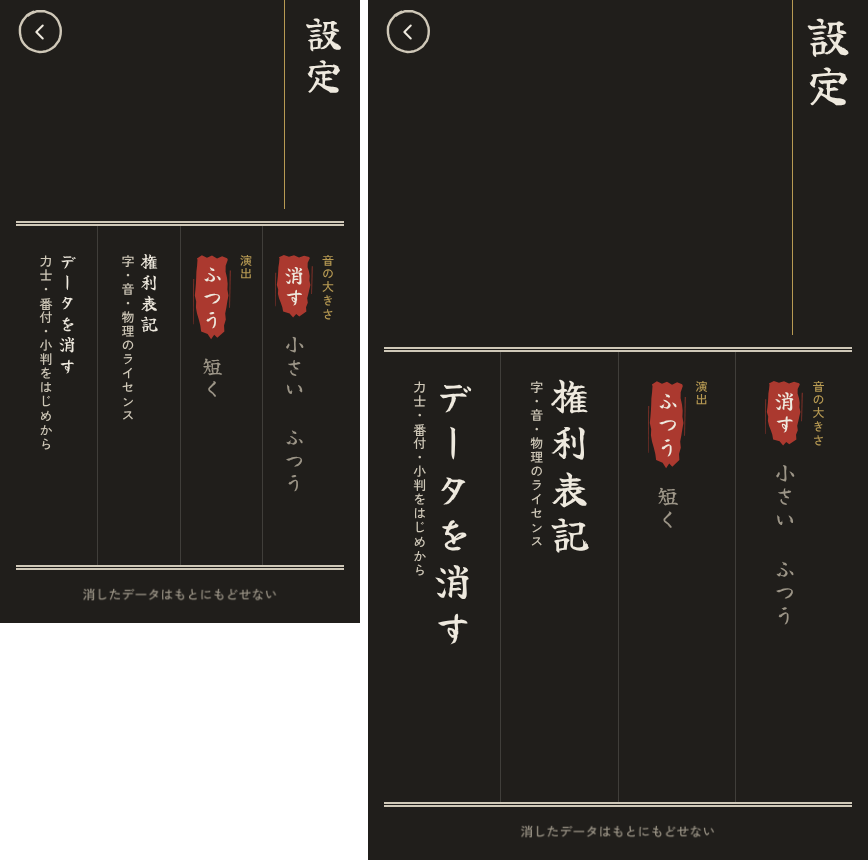 設定
音の大きさ
消す
小さい
ふつう
演出
ふつう
短く
権利表記
字・音・物理のライセンス
データを消す
力士・番付・小判をはじめから
消したデータはもとにもどせない
設定
音の大きさ
消す
小さい
ふつう
演出
ふつう
短く
権利表記
字・音・物理のライセンス
データを消す
力士・番付・小判をはじめから
消したデータはもとにもどせない